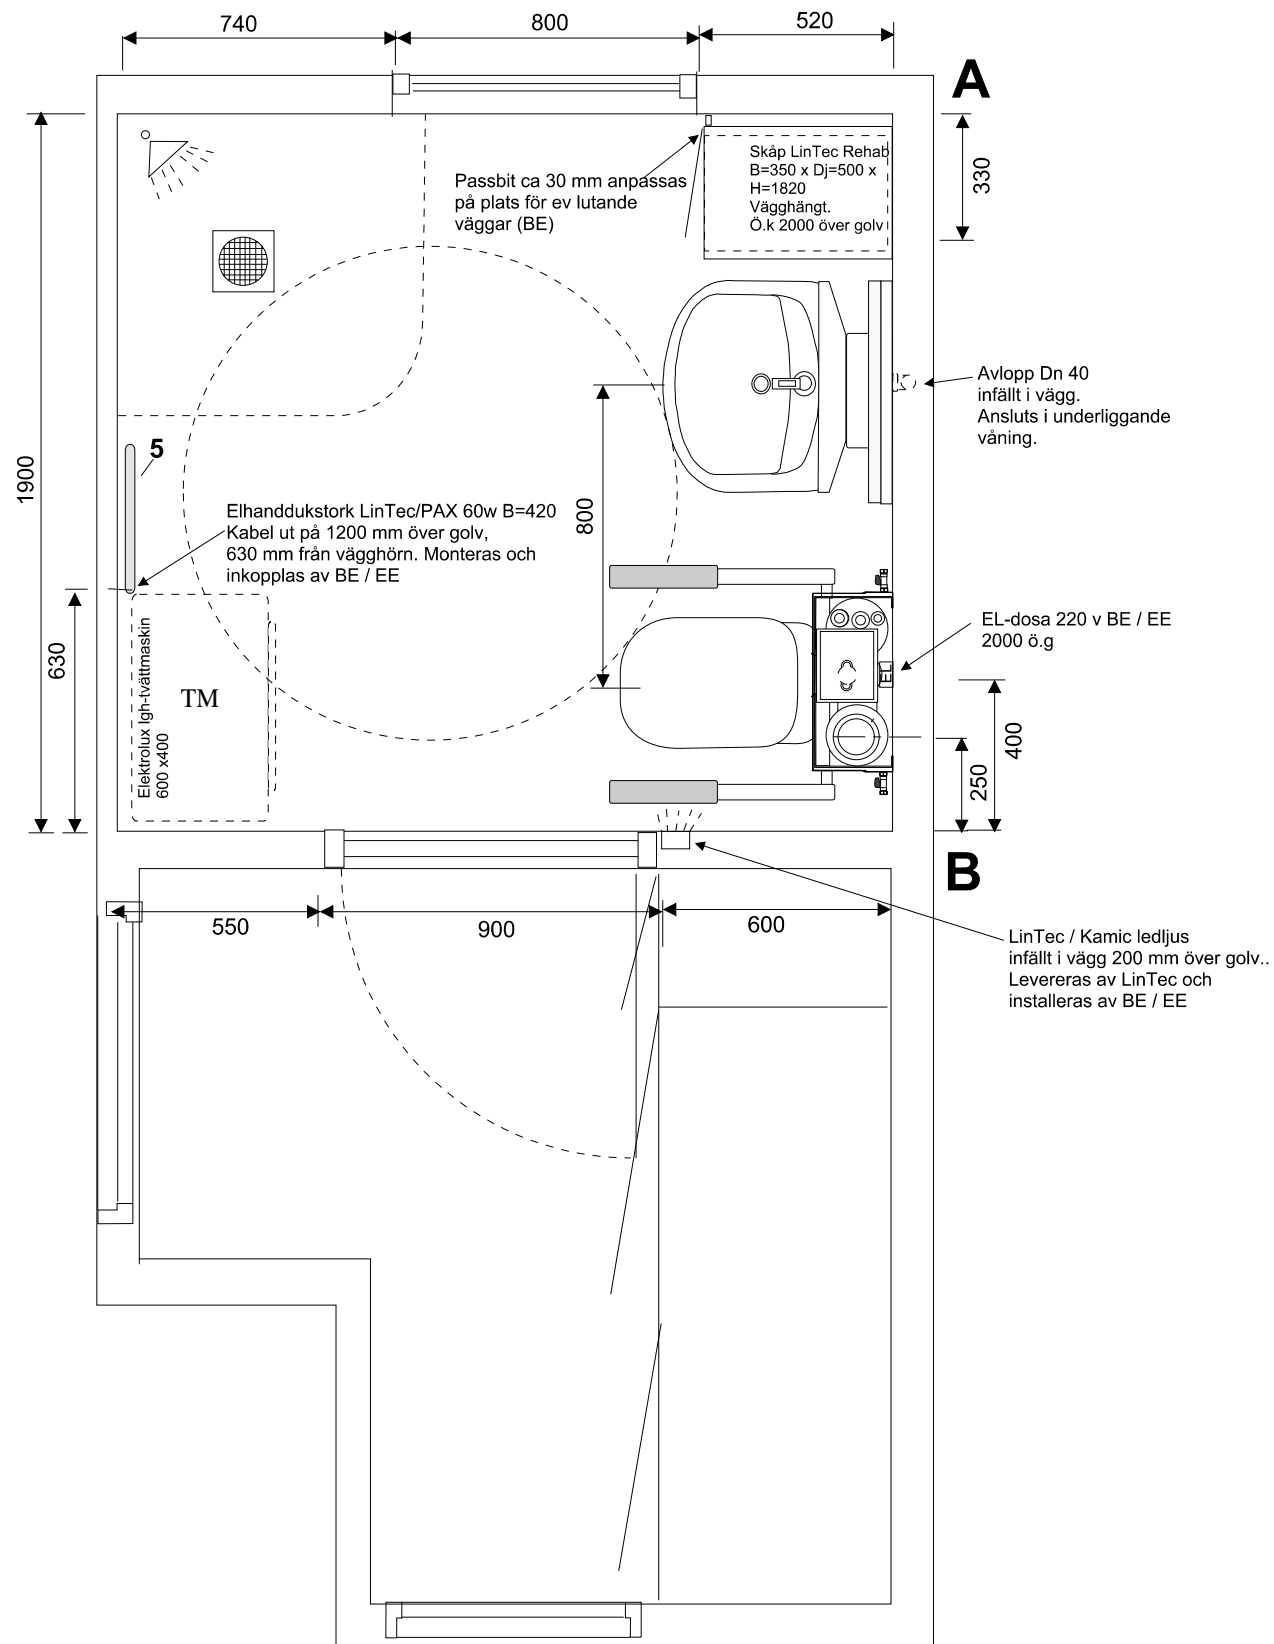 740
800
520
A
1900
330
Skåp LinTec Rehab
B=350 x Dj=500 x
H=1820
Vägghängt.
Ö.k 2000 över golv
Passbit ca 30 mm anpassas
på plats för ev lutande
väggar (BE)
Avlopp Dn 40
infällt i vägg.
Ansluts i underliggande
våning.
5
800
Elhanddukstork LinTec/PAX 60w B=420
Kabel ut på 1200 mm över golv,
630 mm från vägghörn. Monteras och
inkopplas av BE / EE
630
Elektrolux lgh-tvättmaskin
600 x400
TM
EL-dosa 220 v BE / EE
2000 ö.g
400
250
B
550
900
600
LinTec / Kamic ledljus
infällt i vägg 200 mm över golv..
Levereras av LinTec och
installeras av BE / EE